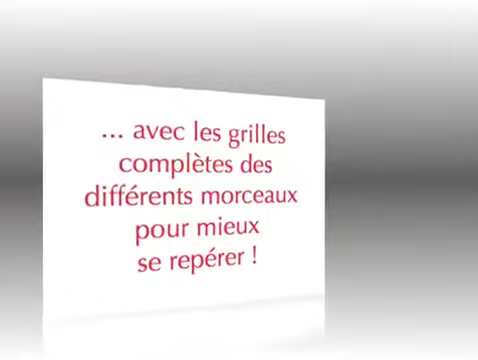 ... avec les grilles
complètes des
différents morceaux
pour mieux
se repérer !